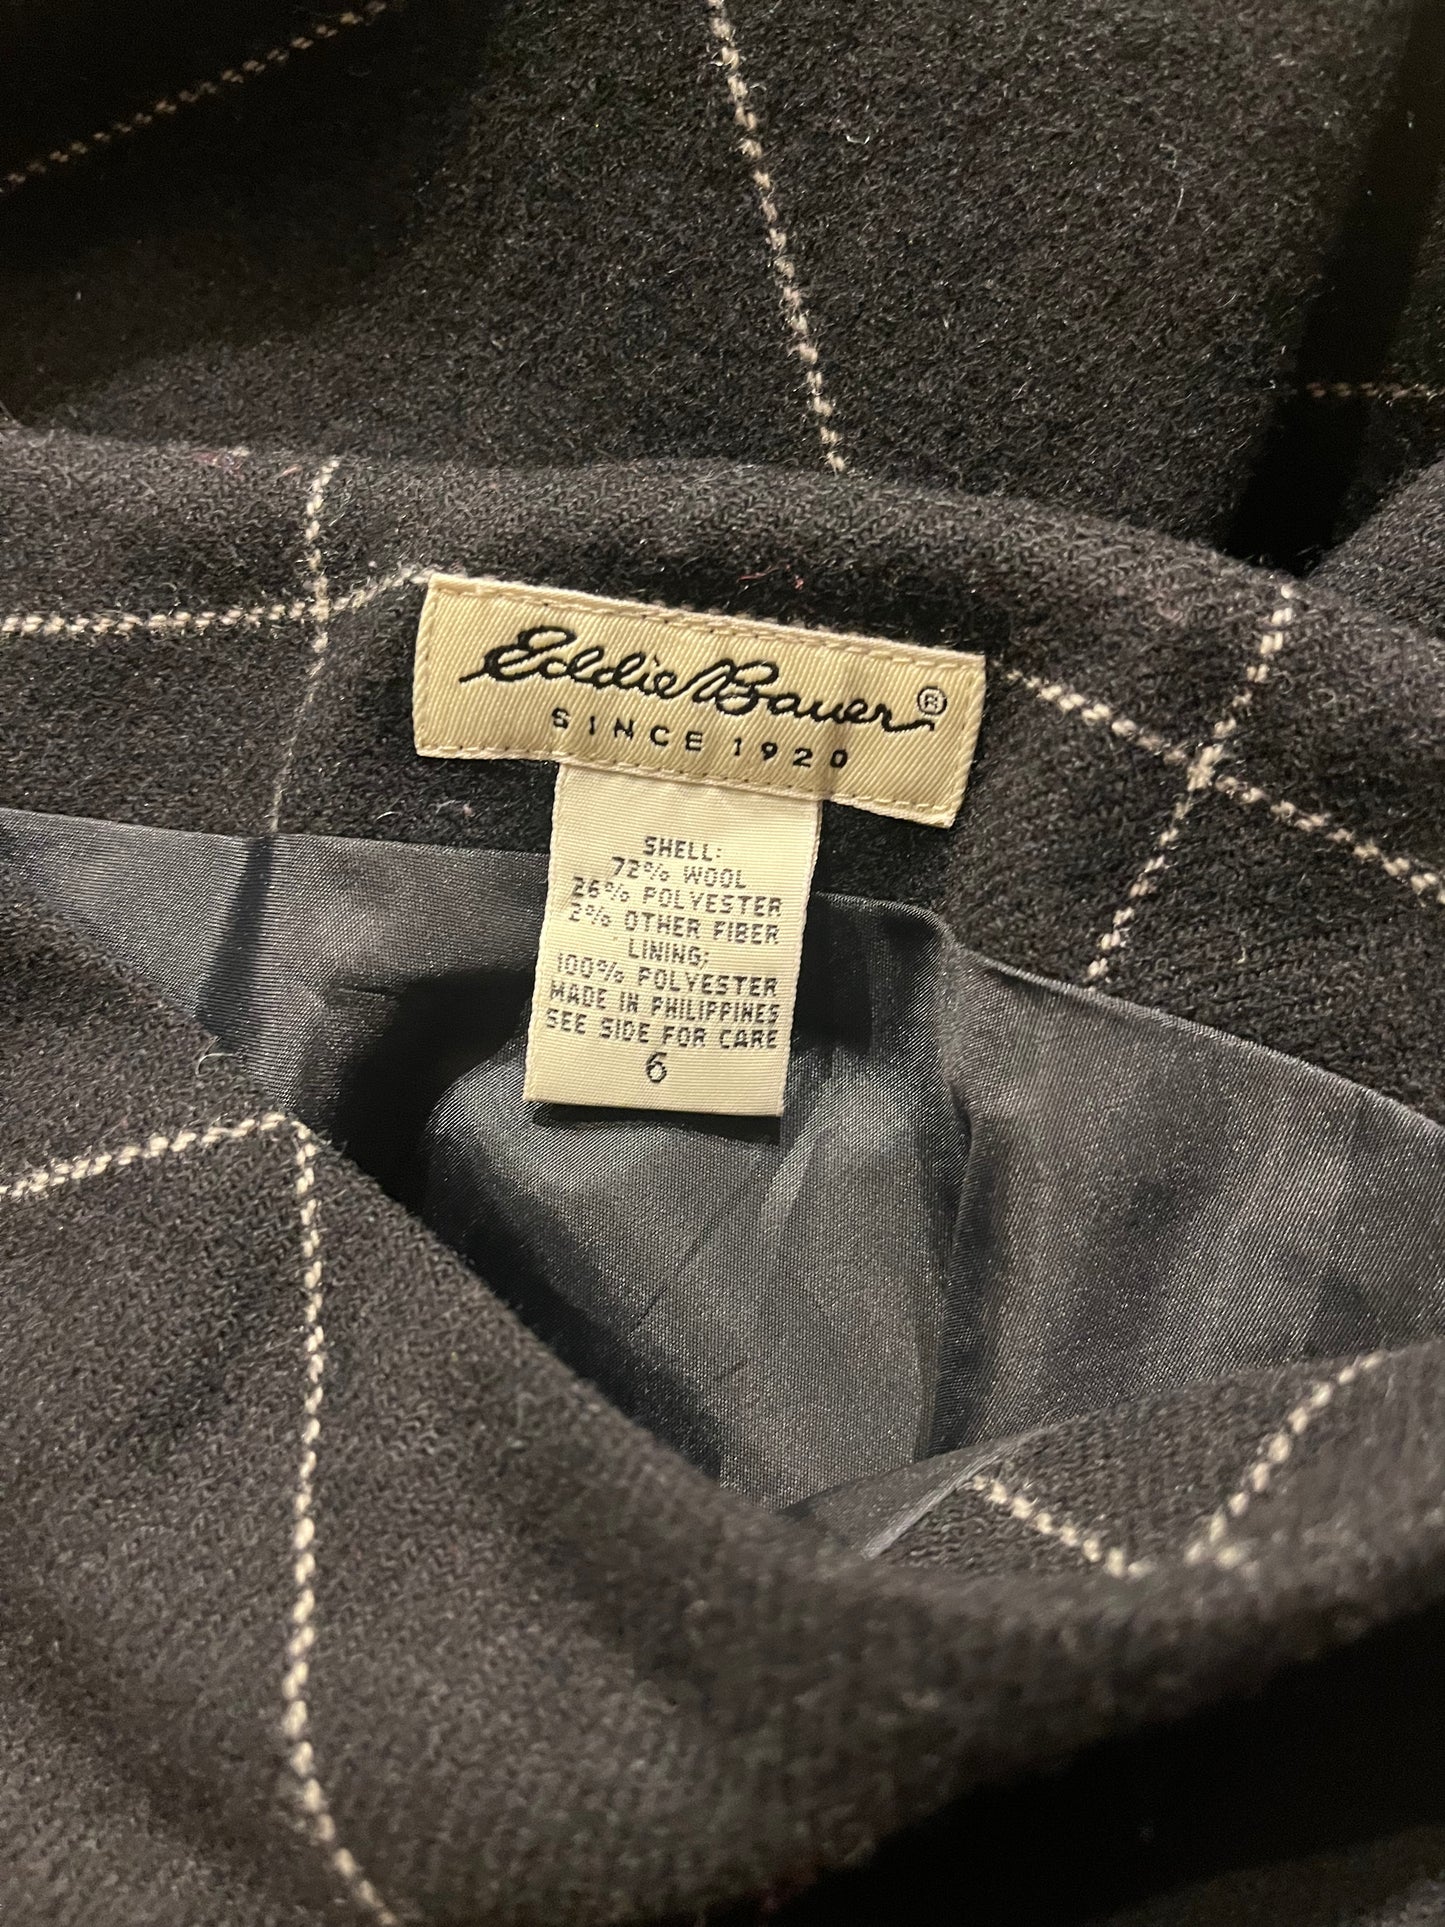 Eddie Bauer®
SINCE 1920
SHELL:
72% WOOL
26% POLYESTER
2% OTHER FIBER
LINING:
100% POLYESTER
MADE IN PHILIPPINES
SEE SIDE FOR CARE
6